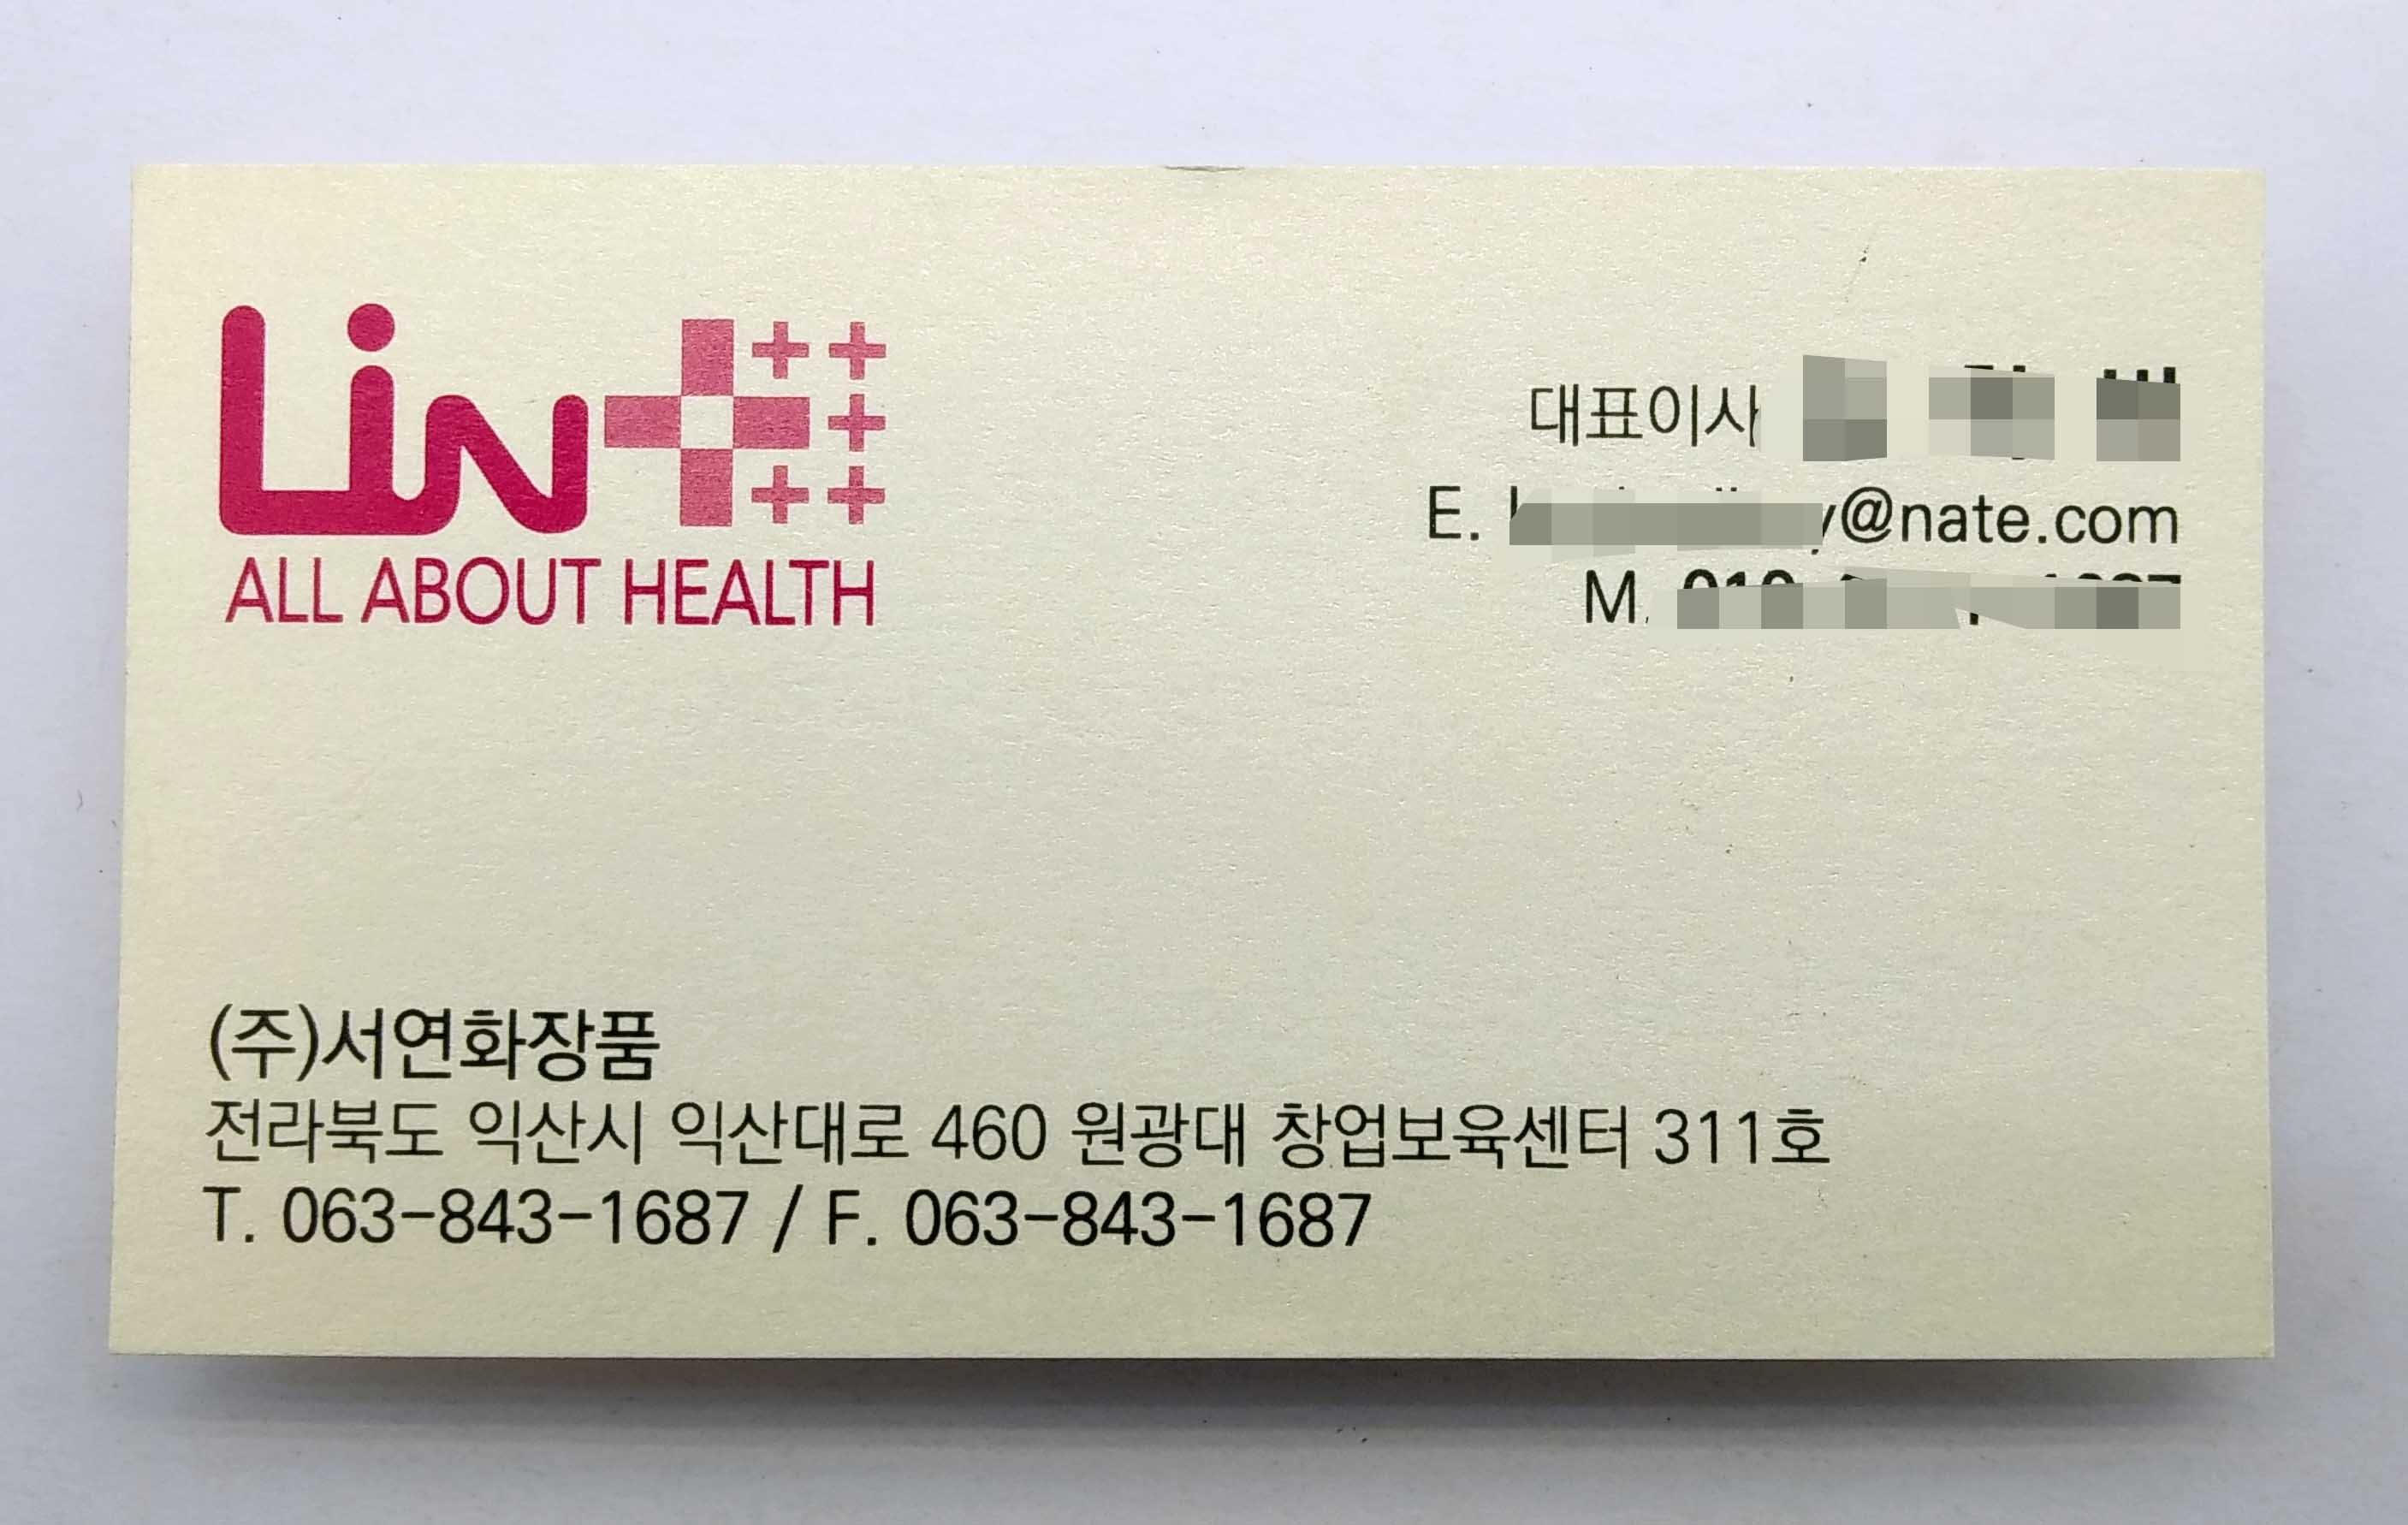 Lin
ALL ABOUT HEALTH
대표이사
E. @nate.com
M.
(주)서연화장품
전라북도 익산시 익산대로 460 원광대 창업보육센터 311호
T. 063-843-1687 / F. 063-843-1687